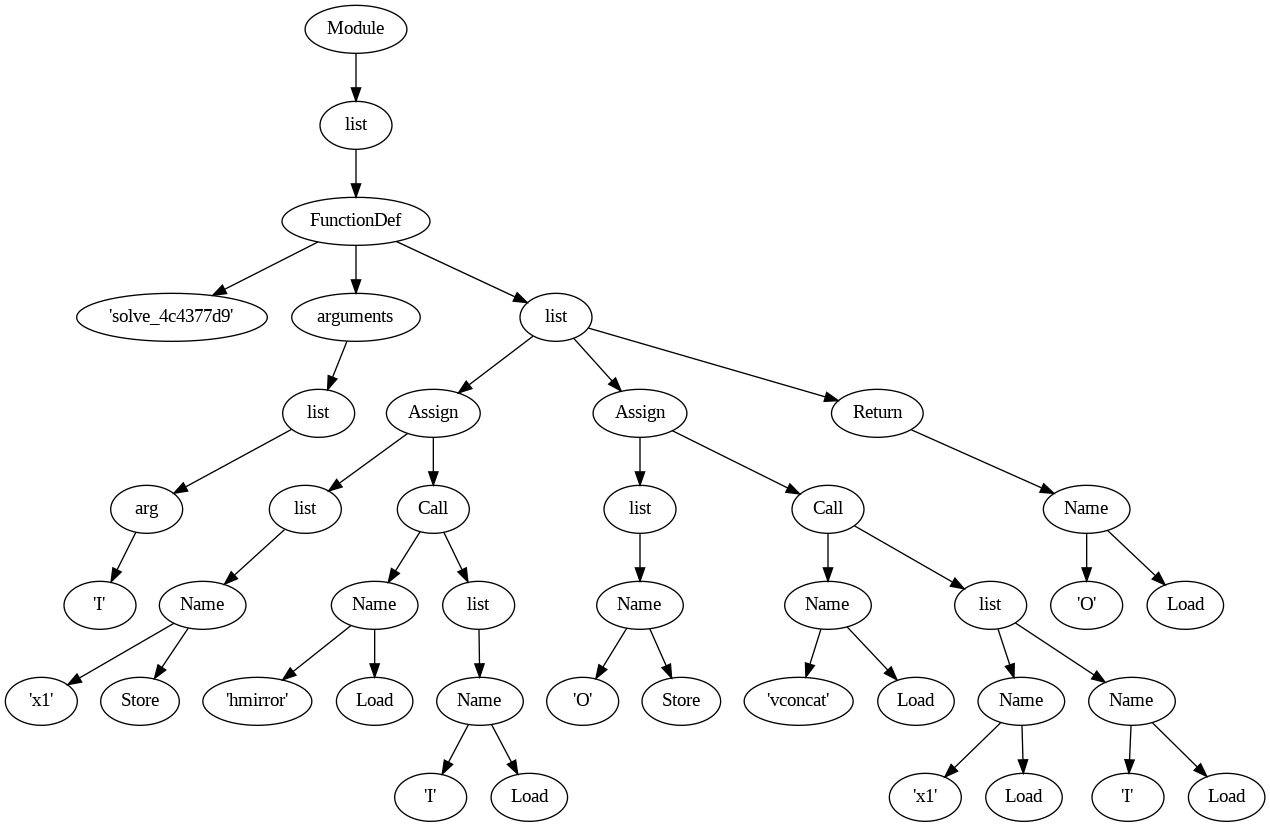 Module
list
FunctionDef
'solve_4c4377d9' arguments list
list Assign Assign Return
arg list Call list Call Name
'I' Name Name list Name Name list 'O' Load
'x1' Store 'hmirror' Load Name 'O' Store 'vconcat' Load Name Name
'I' Load 'x1' Load 'I' Load